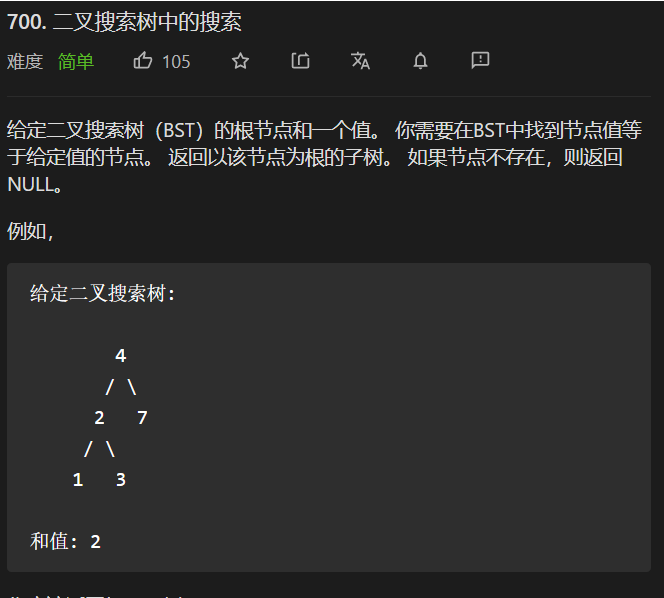 700. 二叉搜索树中的搜索
难度 简单 105
给定二叉搜索树（BST）的根节点和一个值。 你需要在BST中找到节点值等
于给定值的节点。 返回以该节点为根的子树。 如果节点不存在，则返回
NULL。
例如，
给定二叉搜索树:
4
/ \
2 7
/ \
1 3
和值: 2